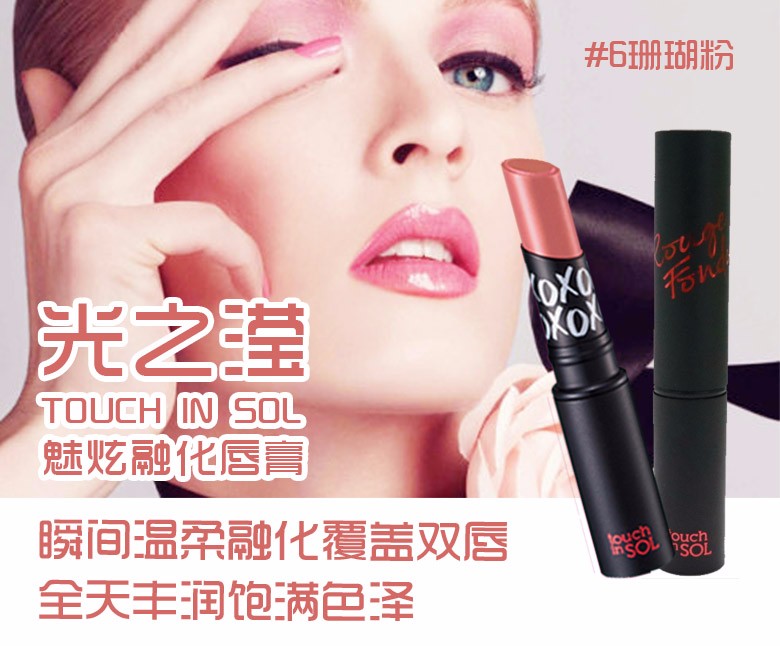 #6珊瑚粉
光之滢
TOUCH IN SOL
魅炫融化唇膏
瞬间温柔融化覆盖双唇
全天丰润饱满色泽
XOXO
OXOX
Rouge
Fond
touch
in SOL
touch
in SOL